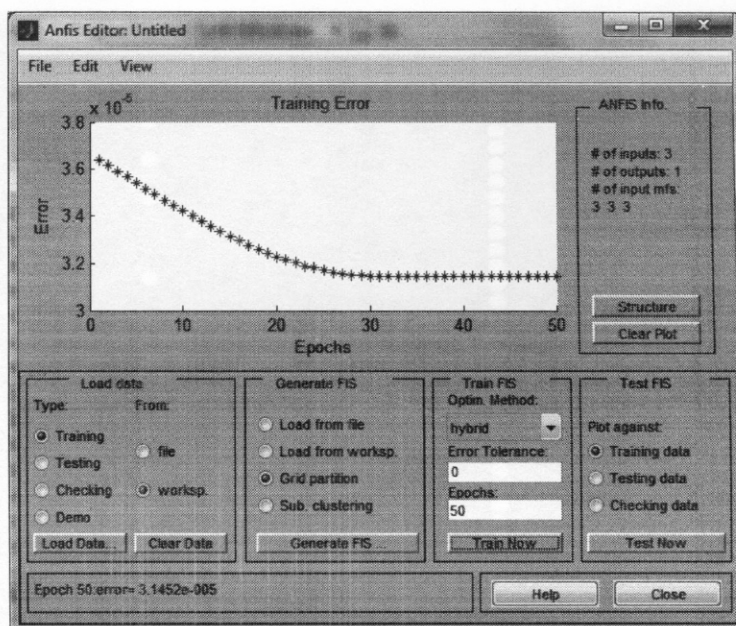 Anfis Editor: Untitled
File Edit View
x 10^-5
Training Error
3.8
3.6
3.4
3.2
3
Error
0 10 20 30 40 50
Epochs
ANFIS Info.
# of inputs: 3
# of outputs: 1
# of input mfs:
3 3 3
Structure
Clear Plot
Load data
Type: From:
Training
Testing
Checking
Demo
file
worksp.
Load Data... Clear Data
Generate FIS
Load from file
Load from worksp.
Grid partition
Sub. clustering
Generate FIS ...
Train FIS
Optim. Method:
hybrid
Error Tolerance:
0
Epochs:
50
Train Now
Test FIS
Plot against:
Training data
Testing data
Checking data
Test Now
Epoch 50:error= 3.1452e-005
Help Close